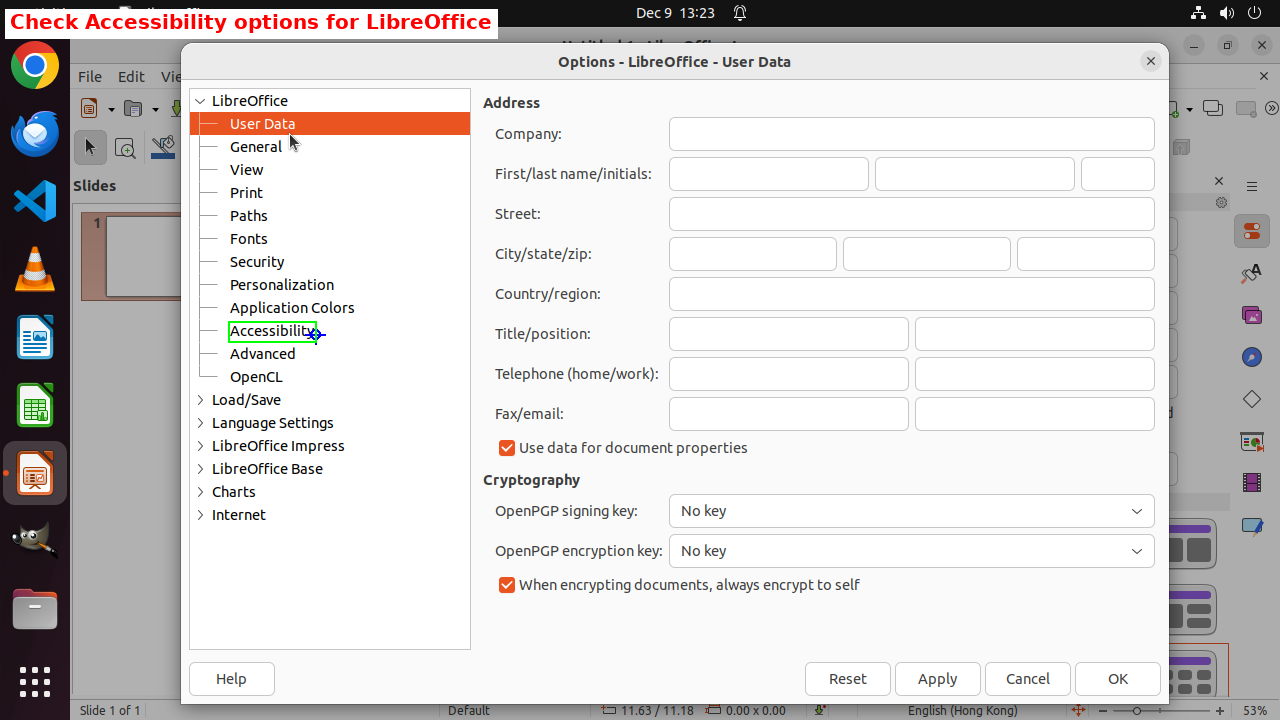 Dec 9 13:23
Check Accessibility options for LibreOffice
Options - LibreOffice - User Data
File Edit
Slides
1
LibreOffice
User Data
General
View
Print
Paths
Fonts
Security
Personalization
Application Colors
Accessibility
Advanced
OpenCL
Load/Save
Language Settings
LibreOffice Impress
LibreOffice Base
Charts
Internet
Address
Company:
First/last name/initials:
Street:
City/state/zip:
Country/region:
Title/position:
Telephone (home/work):
Fax/email:
Use data for document properties
Cryptography
OpenPGP signing key: No key
OpenPGP encryption key: No key
When encrypting documents, always encrypt to self
Help Reset Apply Cancel OK
Slide 1 of 1 Default 11.63 / 11.18 0.00 x 0.00 English (Hong Kong) 53%